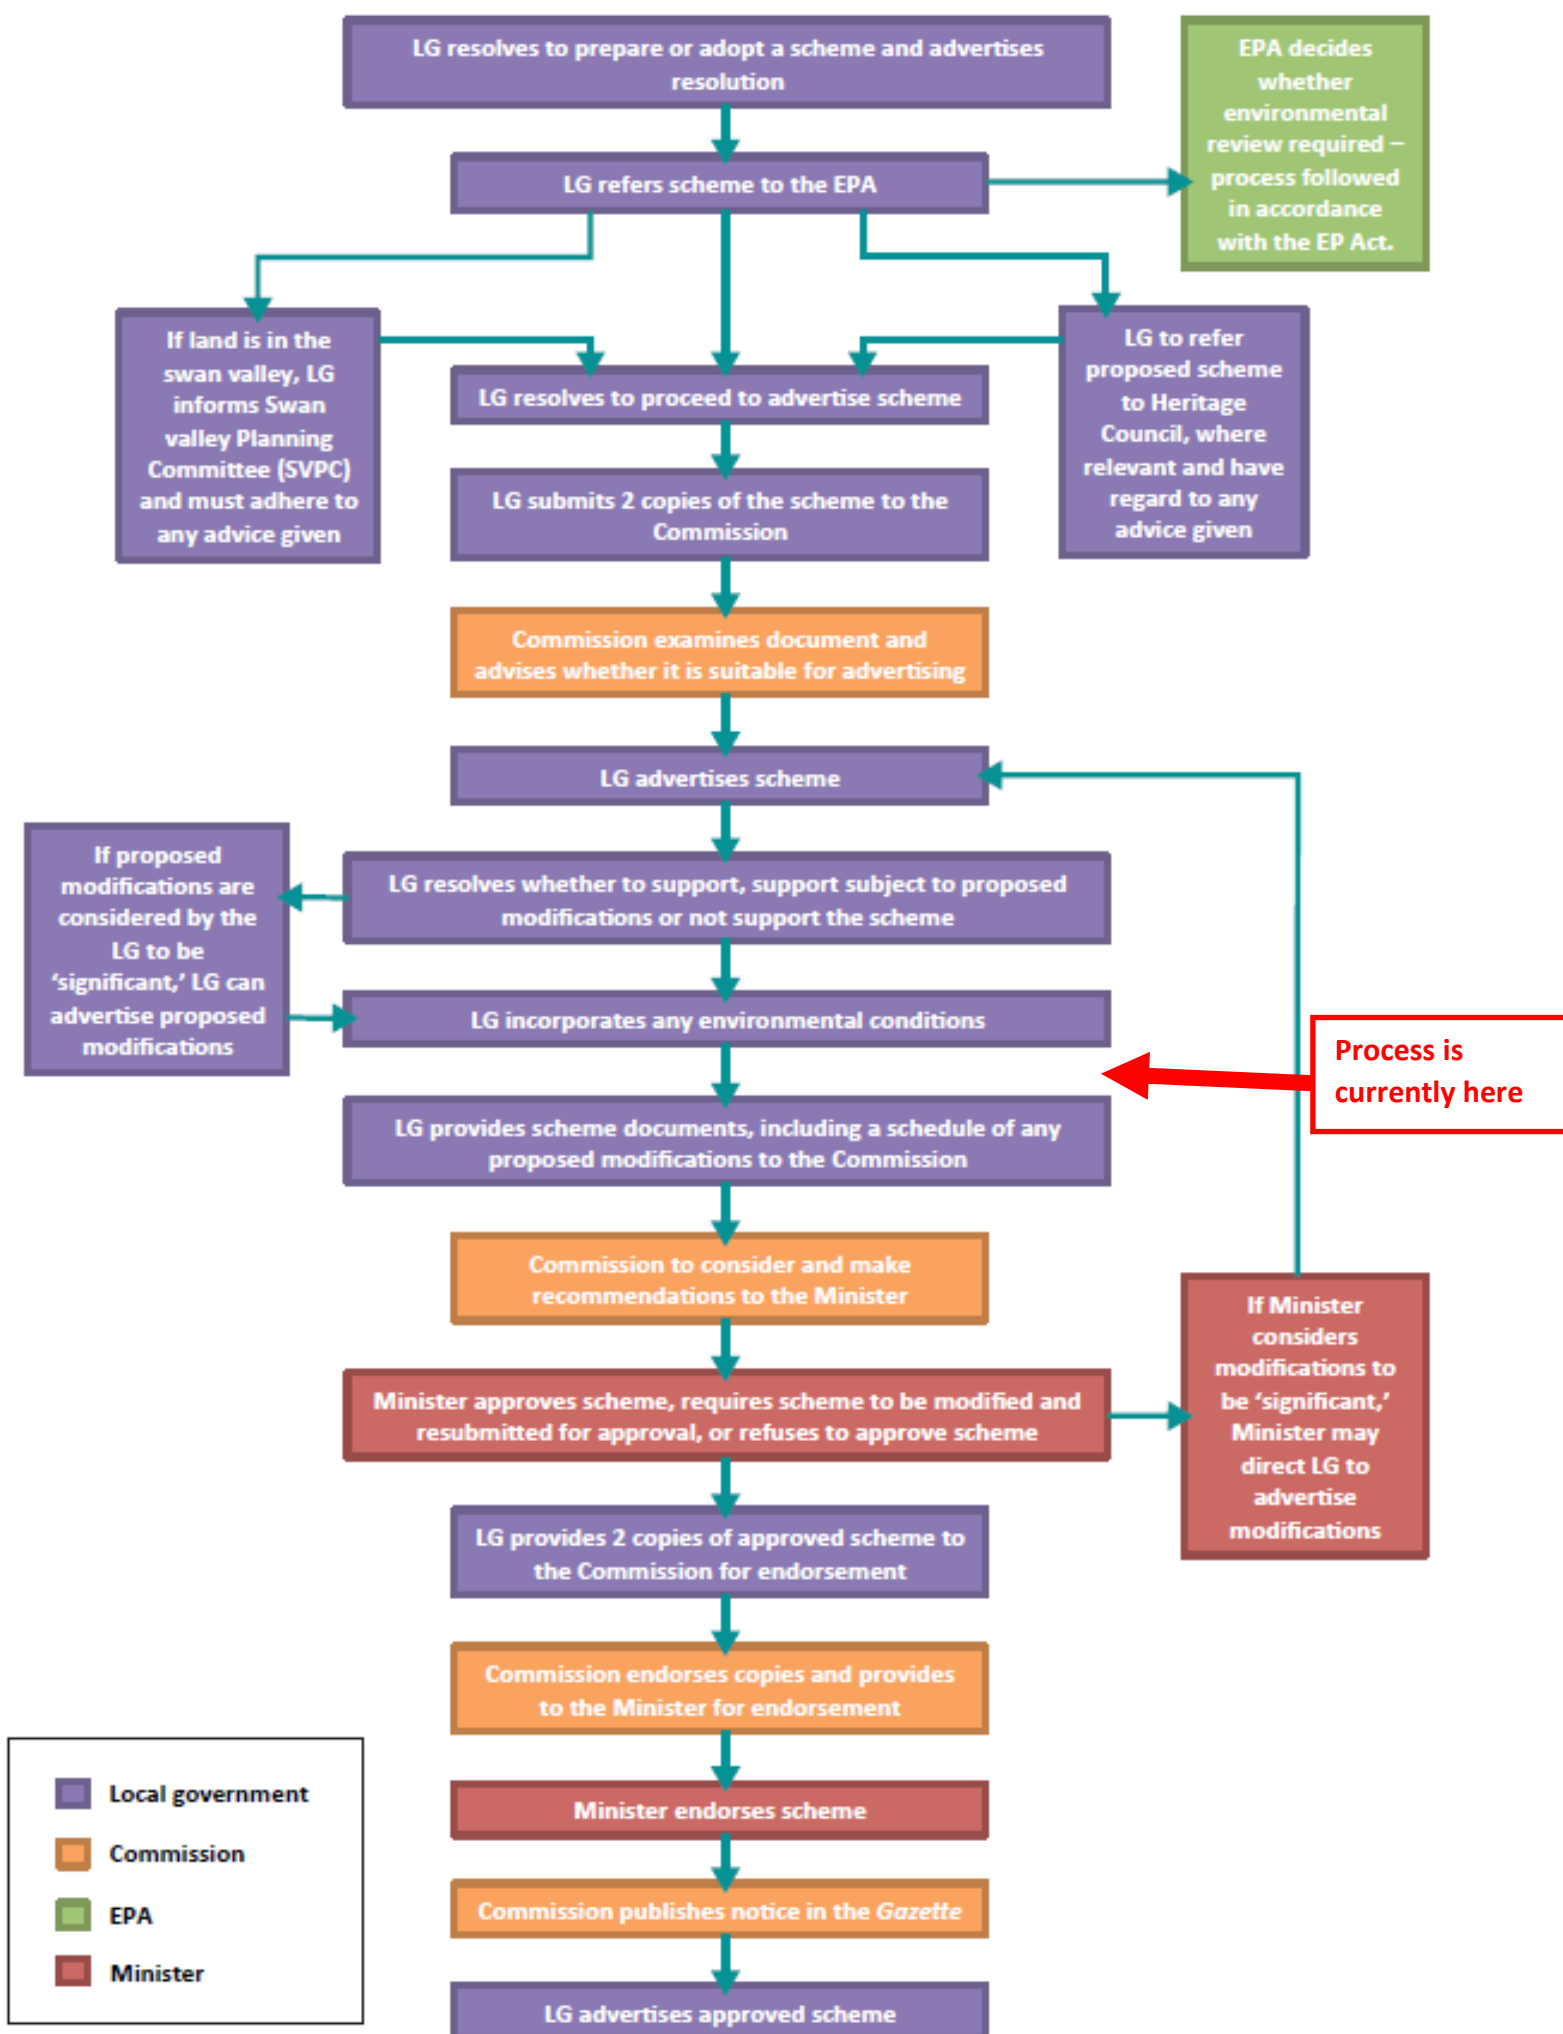 LG resolves to prepare or adopt a scheme and advertises
resolution
EPA decides
whether
environmental
review required –
process followed
in accordance
with the EP Act.
LG refers scheme to the EPA
If land is in the
swan valley, LG
informs Swan
valley Planning
Committee (SVPC)
and must adhere to
any advice given
LG to refer
proposed scheme
to Heritage
Council, where
relevant and have
regard to any
advice given
LG resolves to proceed to advertise scheme
LG submits 2 copies of the scheme to the
Commission
Commission examines document and
advises whether it is suitable for advertising
LG advertises scheme
If proposed
modifications are
considered by the
LG to be
‘significant,’ LG can
advertise proposed
modifications
LG resolves whether to support, support subject to proposed
modifications or not support the scheme
LG incorporates any environmental conditions
Process is
currently here
LG provides scheme documents, including a schedule of any
proposed modifications to the Commission
Commission to consider and make
recommendations to the Minister
Minister approves scheme, requires scheme to be modified and
resubmitted for approval, or refuses to approve scheme
If Minister
considers
modifications to
be ‘significant,’
Minister may
direct LG to
advertise
modifications
LG provides 2 copies of approved scheme to
the Commission for endorsement
Commission endorses copies and provides
to the Minister for endorsement
Minister endorses scheme
Commission publishes notice in the Gazette
LG advertises approved scheme
Local government
Commission
EPA
Minister